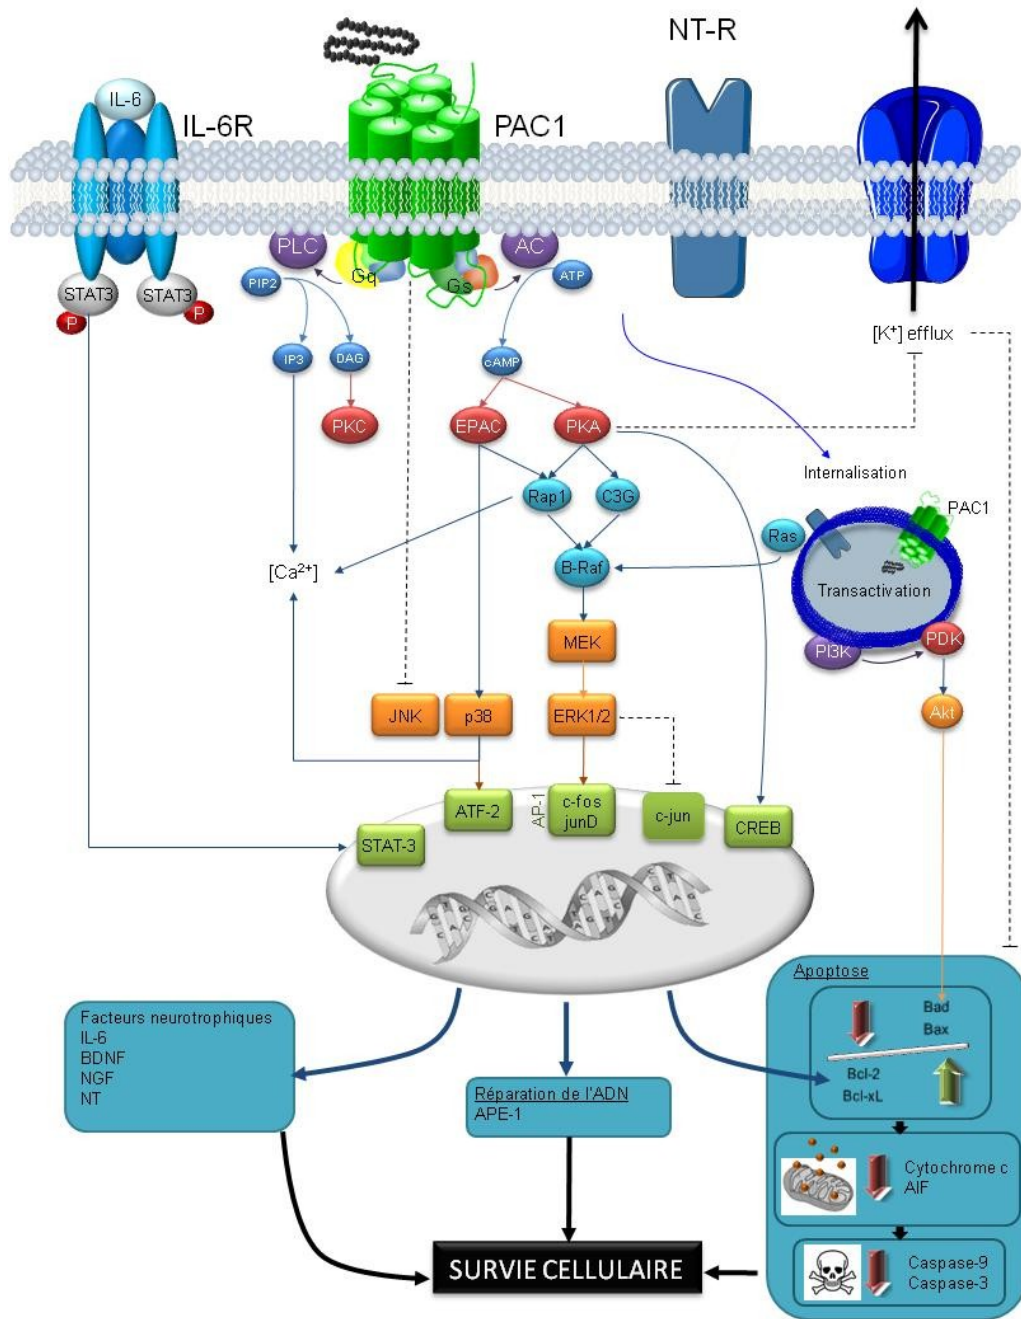 NT-R
IL-6
IL-6R
PAC1
PLC
Gq
Gs
AC
PIP2
ATP
STAT3
STAT3
P
P
[K+] efflux
IP3
DAG
cAMP
PKC
EPAC
PKA
Internalisation
Rap1
C3G
PAC1
Ras
[Ca2+]
B-Raf
Transactivation
MEK
PI3K
PDK
JNK
p38
ERK1/2
Akt
ATF-2
AP-1
c-fos
junD
c-jun
CREB
STAT-3
Apoptose
Bad
Bax
Bcl-2
Bcl-xL
Facteurs neurotrophiques
IL-6
BDNF
NGF
NT
Réparation de l'ADN
APE-1
Cytochrome c
AIF
Caspase-9
Caspase-3
SURVIE CELLULAIRE